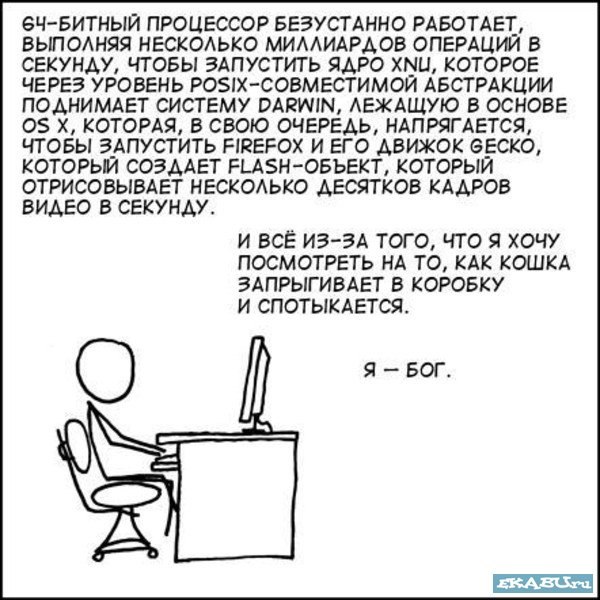 64-БИТНЫЙ ПРОЦЕССОР БЕЗУСТАННО РАБОТАЕТ,
ВЫПОЛНЯЯ НЕСКОЛЬКО МИЛЛИАРДОВ ОПЕРАЦИЙ В
СЕКУНДУ, ЧТОБЫ ЗАПУСТИТЬ ЯДРО XNU, КОТОРОЕ
ЧЕРЕЗ УРОВЕНЬ POSIX-СОВМЕСТИМОЙ АБСТРАКЦИИ
ПОДНИМАЕТ СИСТЕМУ DARWIN, ЛЕЖАЩУЮ В ОСНОВЕ
OS X, КОТОРАЯ, В СВОЮ ОЧЕРЕДЬ, НАПРЯГАЕТСЯ,
ЧТОБЫ ЗАПУСТИТЬ FIREFOX И ЕГО ДВИЖОК GECKO,
КОТОРЫЙ СОЗДАЕТ FLASH-ОБЪЕКТ, КОТОРЫЙ
ОТРИСОВЫВАЕТ НЕСКОЛЬКО ДЕСЯТКОВ КАДРОВ
ВИДЕО В СЕКУНДУ.
И ВСЁ ИЗ-ЗА ТОГО, ЧТО Я ХОЧУ
ПОСМОТРЕТЬ НА ТО, КАК КОШКА
ЗАПРЫГИВАЕТ В КОРОБКУ
И СПОТЫКАЕТСЯ.
Я — БОГ.
EKABU.ru